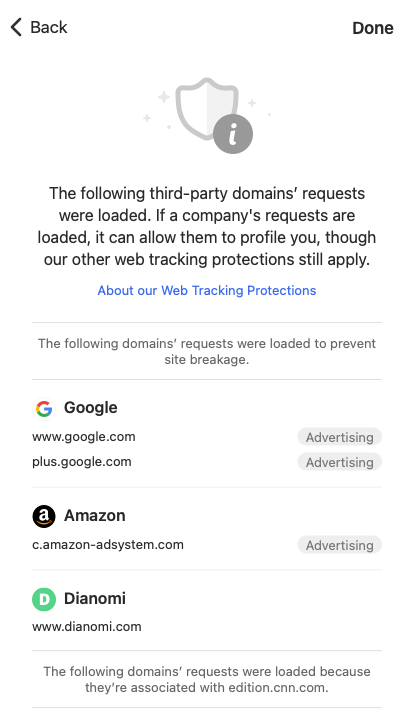 Back
Done
The following third-party domains’ requests
were loaded. If a company's requests are
loaded, it can allow them to profile you, though
our other web tracking protections still apply.
About our Web Tracking Protections
The following domains’ requests were loaded to prevent
site breakage.
Google
www.google.com Advertising
plus.google.com Advertising
Amazon
c.amazon-adsystem.com Advertising
D Dianomi
www.dianomi.com
The following domains’ requests were loaded because
they’re associated with edition.cnn.com.